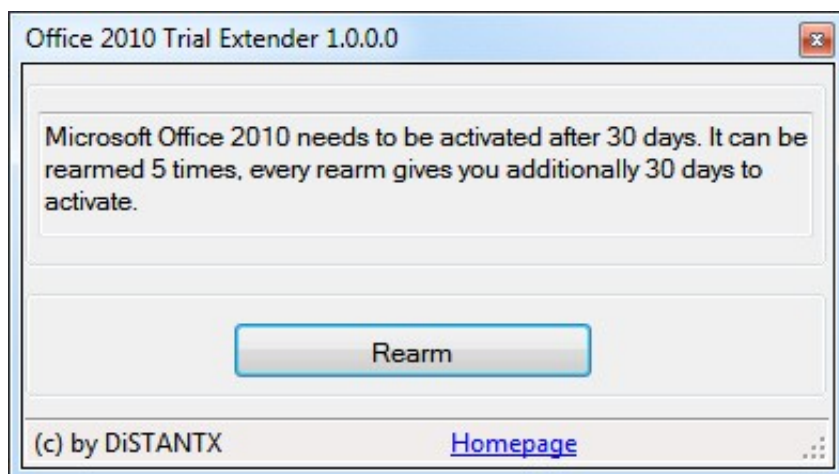 Office 2010 Trial Extender 1.0.0.0
Microsoft Office 2010 needs to be activated after 30 days. It can be
rearmed 5 times, every rearm gives you additionally 30 days to
activate.
Rearm
(c) by DiSTANTX Homepage